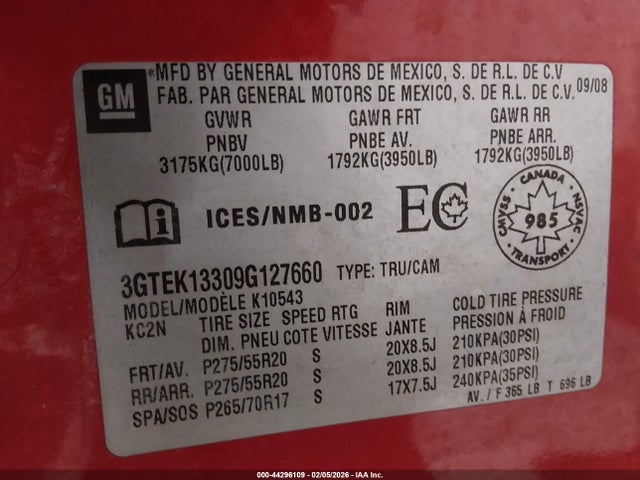 GM
MFD BY GENERAL MOTORS DE MEXICO, S. DE R.L. DE C.V
FAB. PAR GENERAL MOTORS DE MEXICO, S. DE R.L. DE C.V. 09/08
GVWR GAWR FRT GAWR RR
PNBV PNBE AV. PNBE ARR.
3175KG(7000LB) 1792KG(3950LB) 1792KG(3950LB)
i ICES/NMB-002 EC
CANADA
CMVSS 985 NSVAC
3GTEK13309G127660 TYPE: TRU/CAM
MODEL/MODÈLE K10543
KC2N TIRE SIZE SPEED RTG RIM COLD TIRE PRESSURE
DIM. PNEU COTE VITESSE JANTE PRESSION À FROID
FRT/AV. P275/55R20 S 20X8.5J 210KPA(30PSI)
RR/ARR. P275/55R20 S 20X8.5J 210KPA(30PSI)
SPA/SOS P265/70R17 S 17X7.5J 240KPA(35PSI)
AV. / F 365 LB T 696 LB
000-44296109 - 02/05/2026 - IAA Inc.